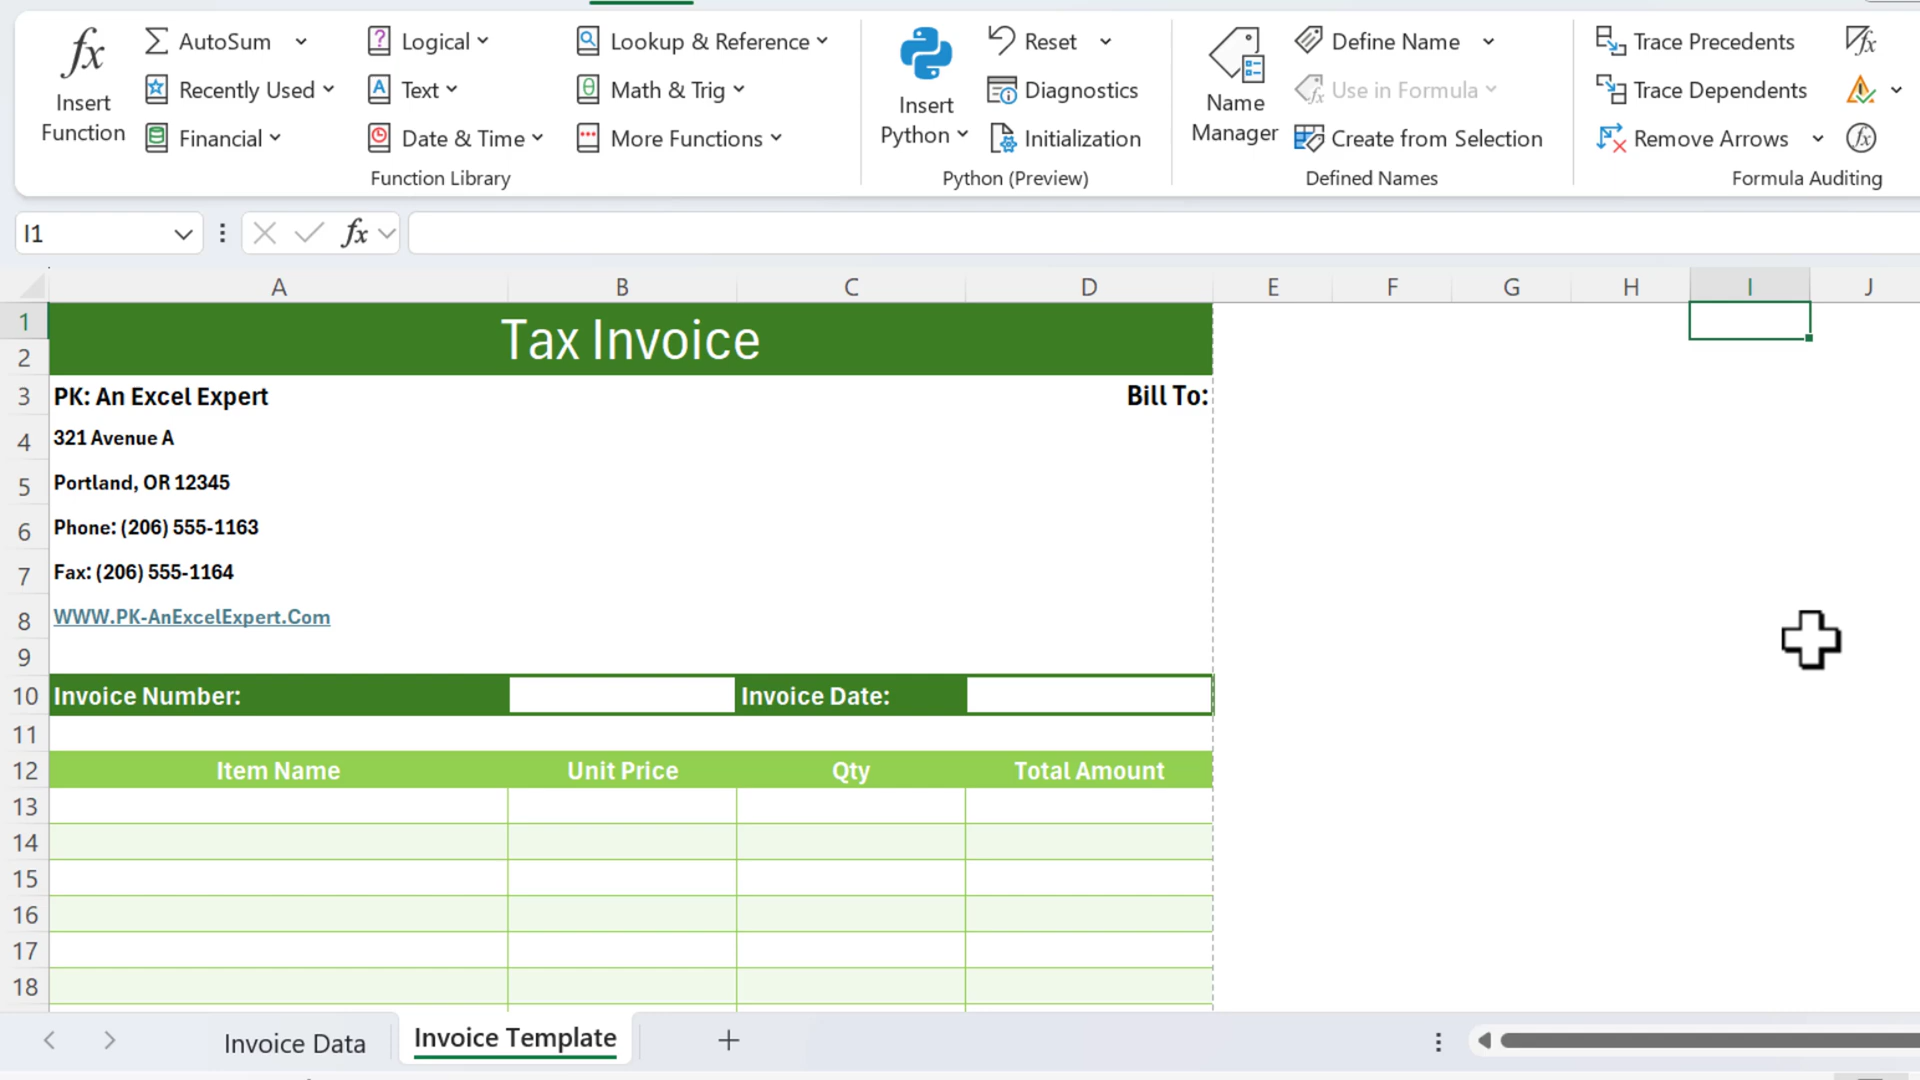 Insert
Function
AutoSum
Recently Used
Financial
Logical
Text
Date & Time
Lookup & Reference
Math & Trig
More Functions
Function Library
Insert
Python
Reset
Diagnostics
Initialization
Python (Preview)
Name
Manager
Define Name
Use in Formula
Create from Selection
Defined Names
Trace Precedents
Trace Dependents
Remove Arrows
Formula Auditing
I1
fx
A B C D E F G H I J
1 Tax Invoice
2
3 PK: An Excel Expert Bill To:
4 321 Avenue A
5 Portland, OR 12345
6 Phone: (206) 555-1163
7 Fax: (206) 555-1164
8 WWW.PK-AnExcelExpert.Com
9
10 Invoice Number: Invoice Date:
11
12 Item Name Unit Price Qty Total Amount
13
14
15
16
17
18
Invoice Data Invoice Template